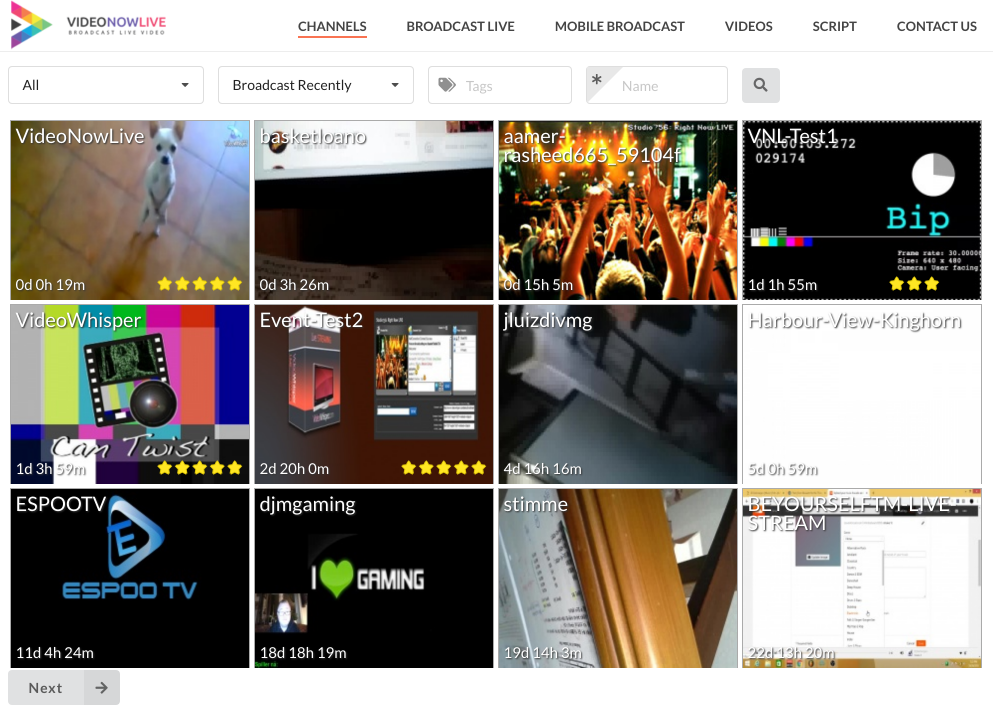 VIDEONOWLIVE
BROADCAST LIVE VIDEO
CHANNELS BROADCAST LIVE MOBILE BROADCAST VIDEOS SCRIPT CONTACT US
All Broadcast Recently Tags * Name
VideoNowLive
0d 0h 19m
basketloano
0d 3h 26m
Studio756: Right Now LIVE
aamer-
rasheed665_59104f
0d 15h 5m
VNL-Test1
00:00:03.272
029174
Bip
Frame rate: 30.0000
Size: 640 x 480
Camera: User facing
1d 1h 55m
VideoWhisper
Can Twist
1d 3h 59m
Event-Test2
2d 20h 0m
jluizdivmg
4d 16h 16m
Harbour-View-Kinghorn
5d 0h 59m
ESPOOTV
E
ESPOO TV
11d 4h 24m
djmgaming
I GAMING
18d 18h 19m
stimme
19d 14h 3m
BEYOURSELFTM-LIVE-
STREAM
22d 13h 20m
Next